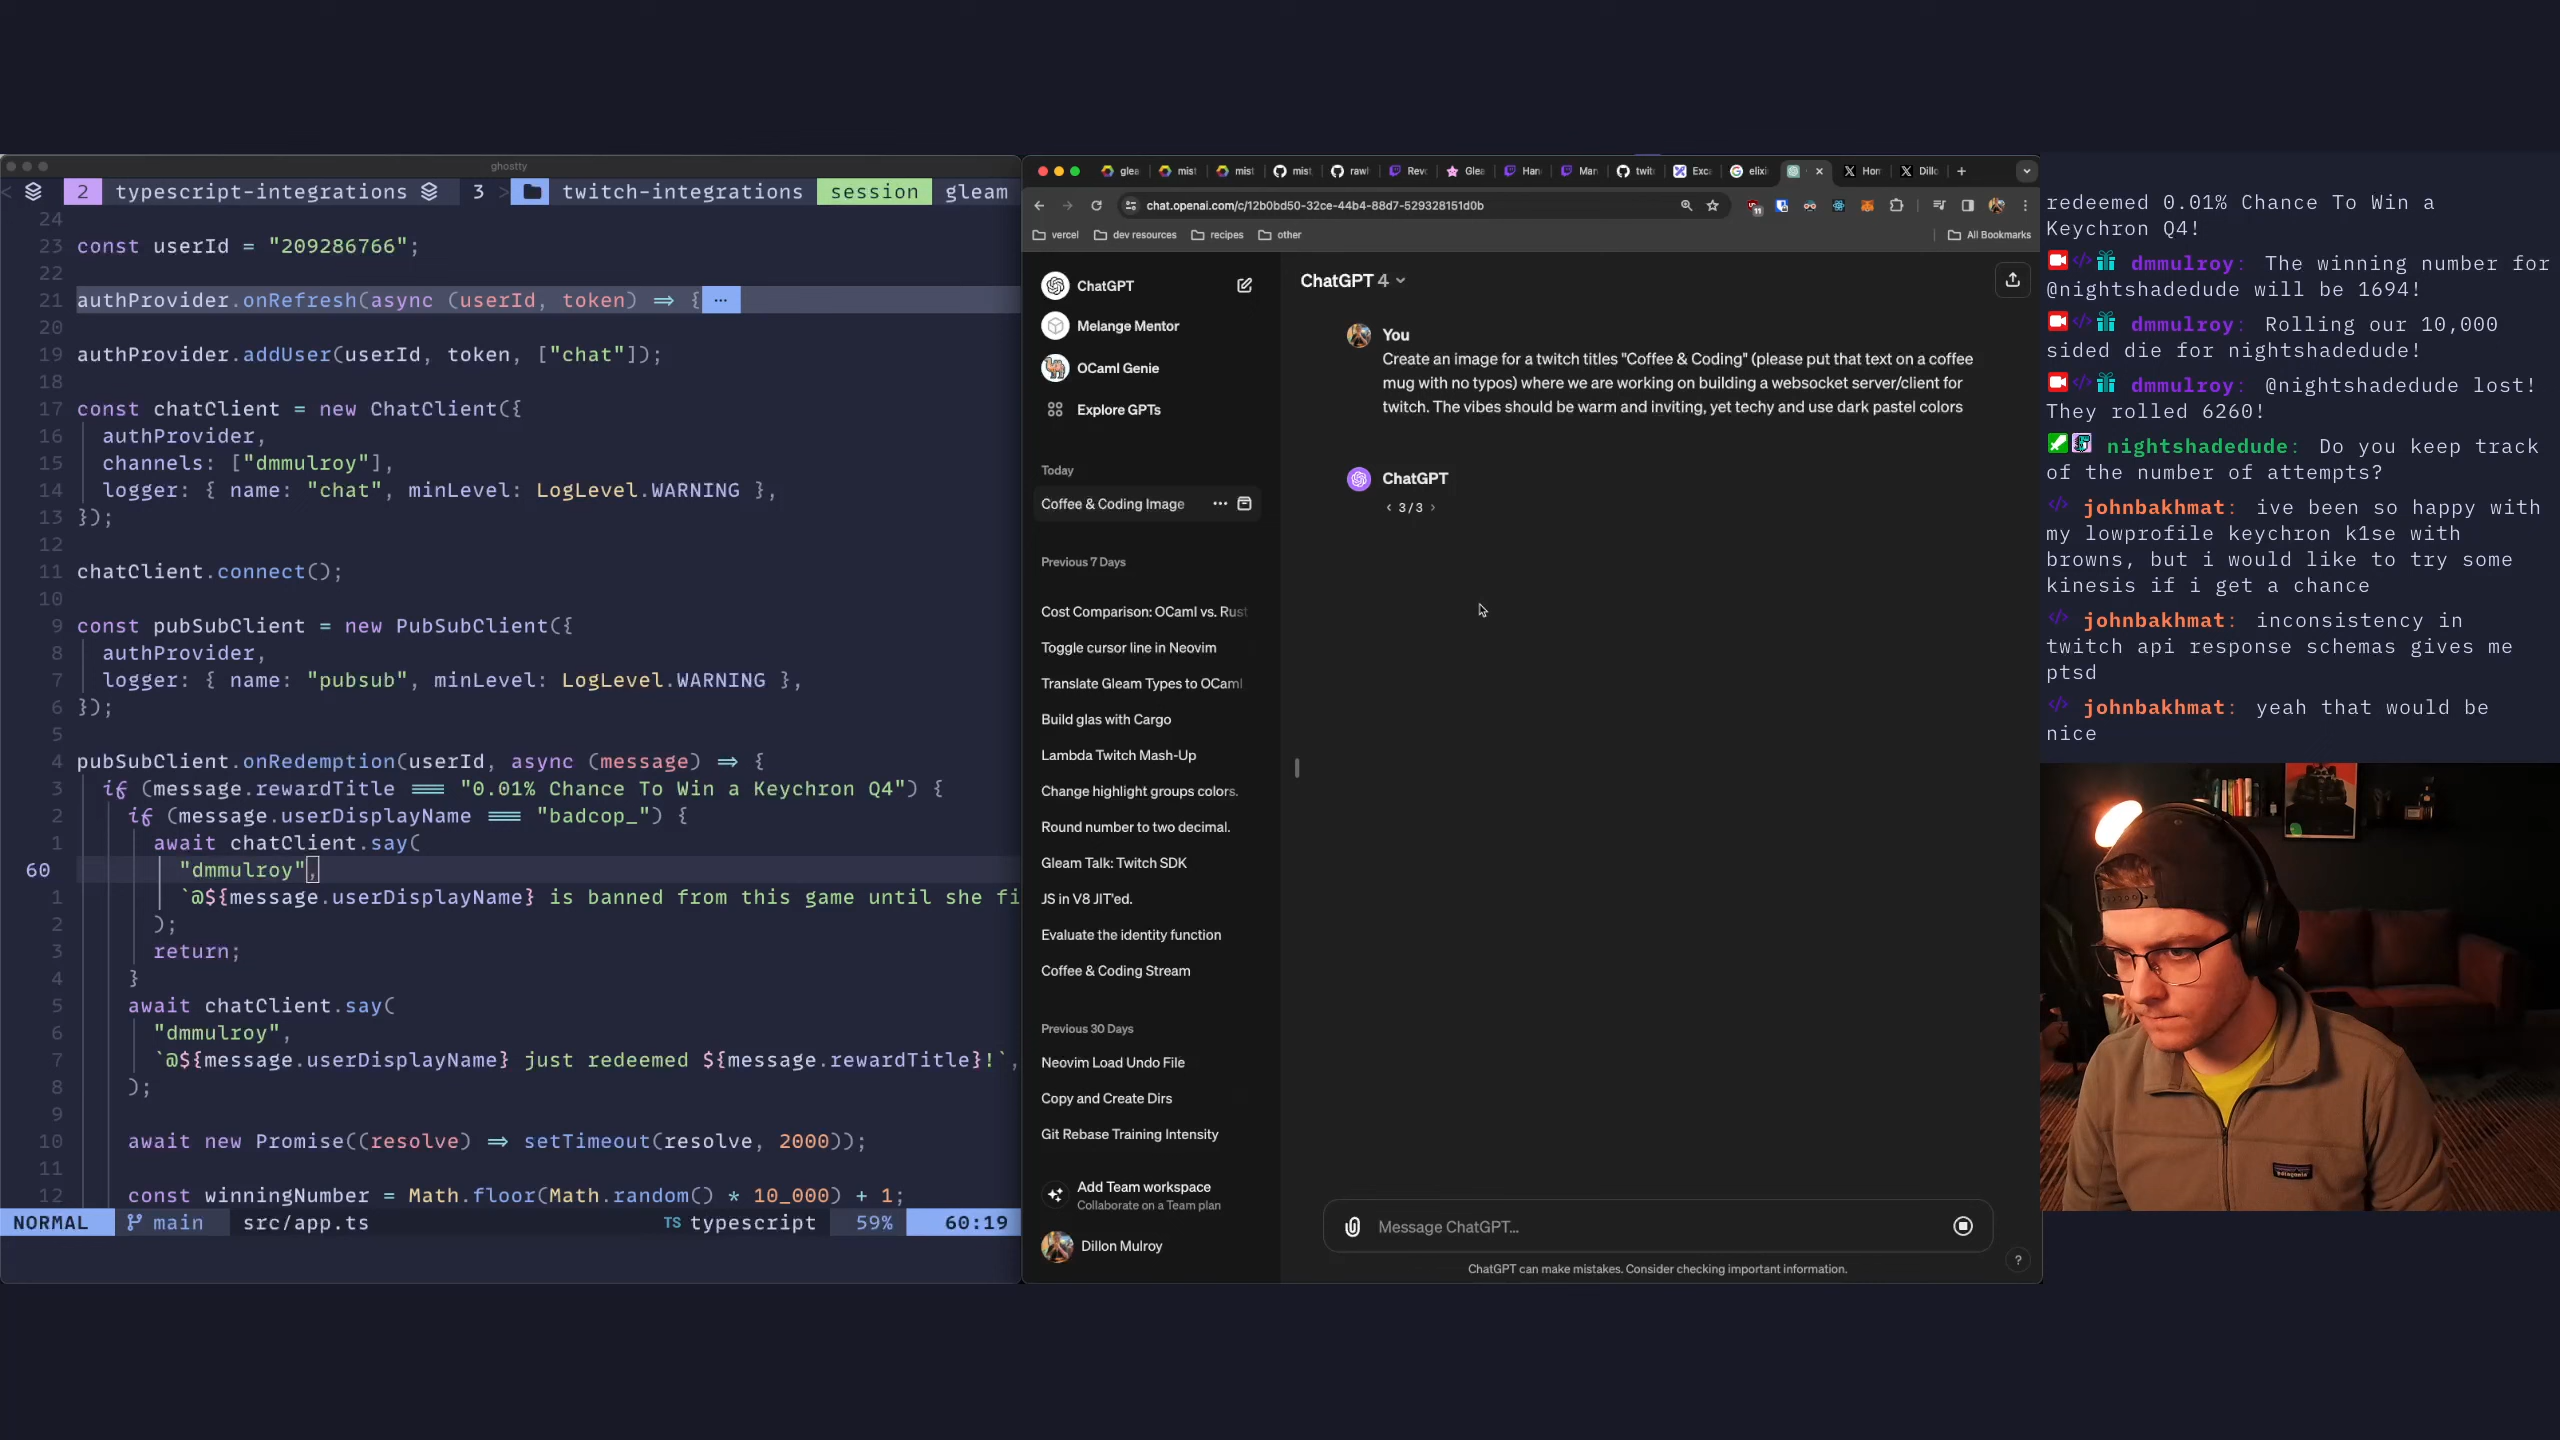 ghostty
2 typescript-integrations 3 twitch-integrations session gleam
24
23 const userId = "209286766";
22
21 authProvider.onRefresh(async (userId, token) ⇒ { ···
20
19 authProvider.addUser(userId, token, ["chat"]);
18
17 const chatClient = new ChatClient({
16 authProvider,
15 channels: ["dmmulroy"],
14 logger: { name: "chat", minLevel: LogLevel.WARNING },
13 });
12
11 chatClient.connect();
10
9 const pubSubClient = new PubSubClient({
8 authProvider,
7 logger: { name: "pubsub", minLevel: LogLevel.WARNING },
6 });
5
4 pubSubClient.onRedemption(userId, async (message) ⇒ {
3 if (message.rewardTitle === "0.01% Chance To Win a Keychron Q4") {
2 if (message.userDisplayName === "badcop_") {
1 await chatClient.say(
60 "dmmulroy",
1 `@${message.userDisplayName} is banned from this game until she fi
2 );
3 return;
4 }
5 await chatClient.say(
6 "dmmulroy",
7 `@${message.userDisplayName} just redeemed ${message.rewardTitle}!`,
8 );
9
10 await new Promise((resolve) ⇒ setTimeout(resolve, 2000));
11
12 const winningNumber = Math.floor(Math.random() * 10_000) + 1;
NORMAL main src/app.ts TS typescript 59% 60:19
glea mist mist mist rawl Revo Glea Han Man twit Exca elixi Hom Dillo
chat.openai.com/c/12b0bd50-32ce-44b4-88d7-529328151d0b
11
vercel dev resources recipes other All Bookmarks
ChatGPT
Melange Mentor
OCaml Genie
Explore GPTs
Today
Coffee & Coding Image
Previous 7 Days
Cost Comparison: OCaml vs. Rust
Toggle cursor line in Neovim
Translate Gleam Types to OCaml
Build glas with Cargo
Lambda Twitch Mash-Up
Change highlight groups colors.
Round number to two decimal.
Gleam Talk: Twitch SDK
JS in V8 JIT'ed.
Evaluate the identity function
Coffee & Coding Stream
Previous 30 Days
Neovim Load Undo File
Copy and Create Dirs
Git Rebase Training Intensity
Add Team workspace
Collaborate on a Team plan
Dillon Mulroy
ChatGPT 4
You
Create an image for a twitch titles "Coffee & Coding" (please put that text on a coffee
mug with no typos) where we are working on building a websocket server/client for
twitch. The vibes should be warm and inviting, yet techy and use dark pastel colors
ChatGPT
3/3
Message ChatGPT...
ChatGPT can make mistakes. Consider checking important information.
?
redeemed 0.01% Chance To Win a
Keychron Q4!
dmmulroy: The winning number for
@nightshadedude will be 1694!
dmmulroy: Rolling our 10,000
sided die for nightshadedude!
dmmulroy: @nightshadedude lost!
They rolled 6260!
nightshadedude: Do you keep track
of the number of attempts?
johnbakhmat: ive been so happy with
my lowprofile keychron k1se with
browns, but i would like to try some
kinesis if i get a chance
johnbakhmat: inconsistency in
twitch api response schemas gives me
ptsd
johnbakhmat: yeah that would be
nice
patagonia